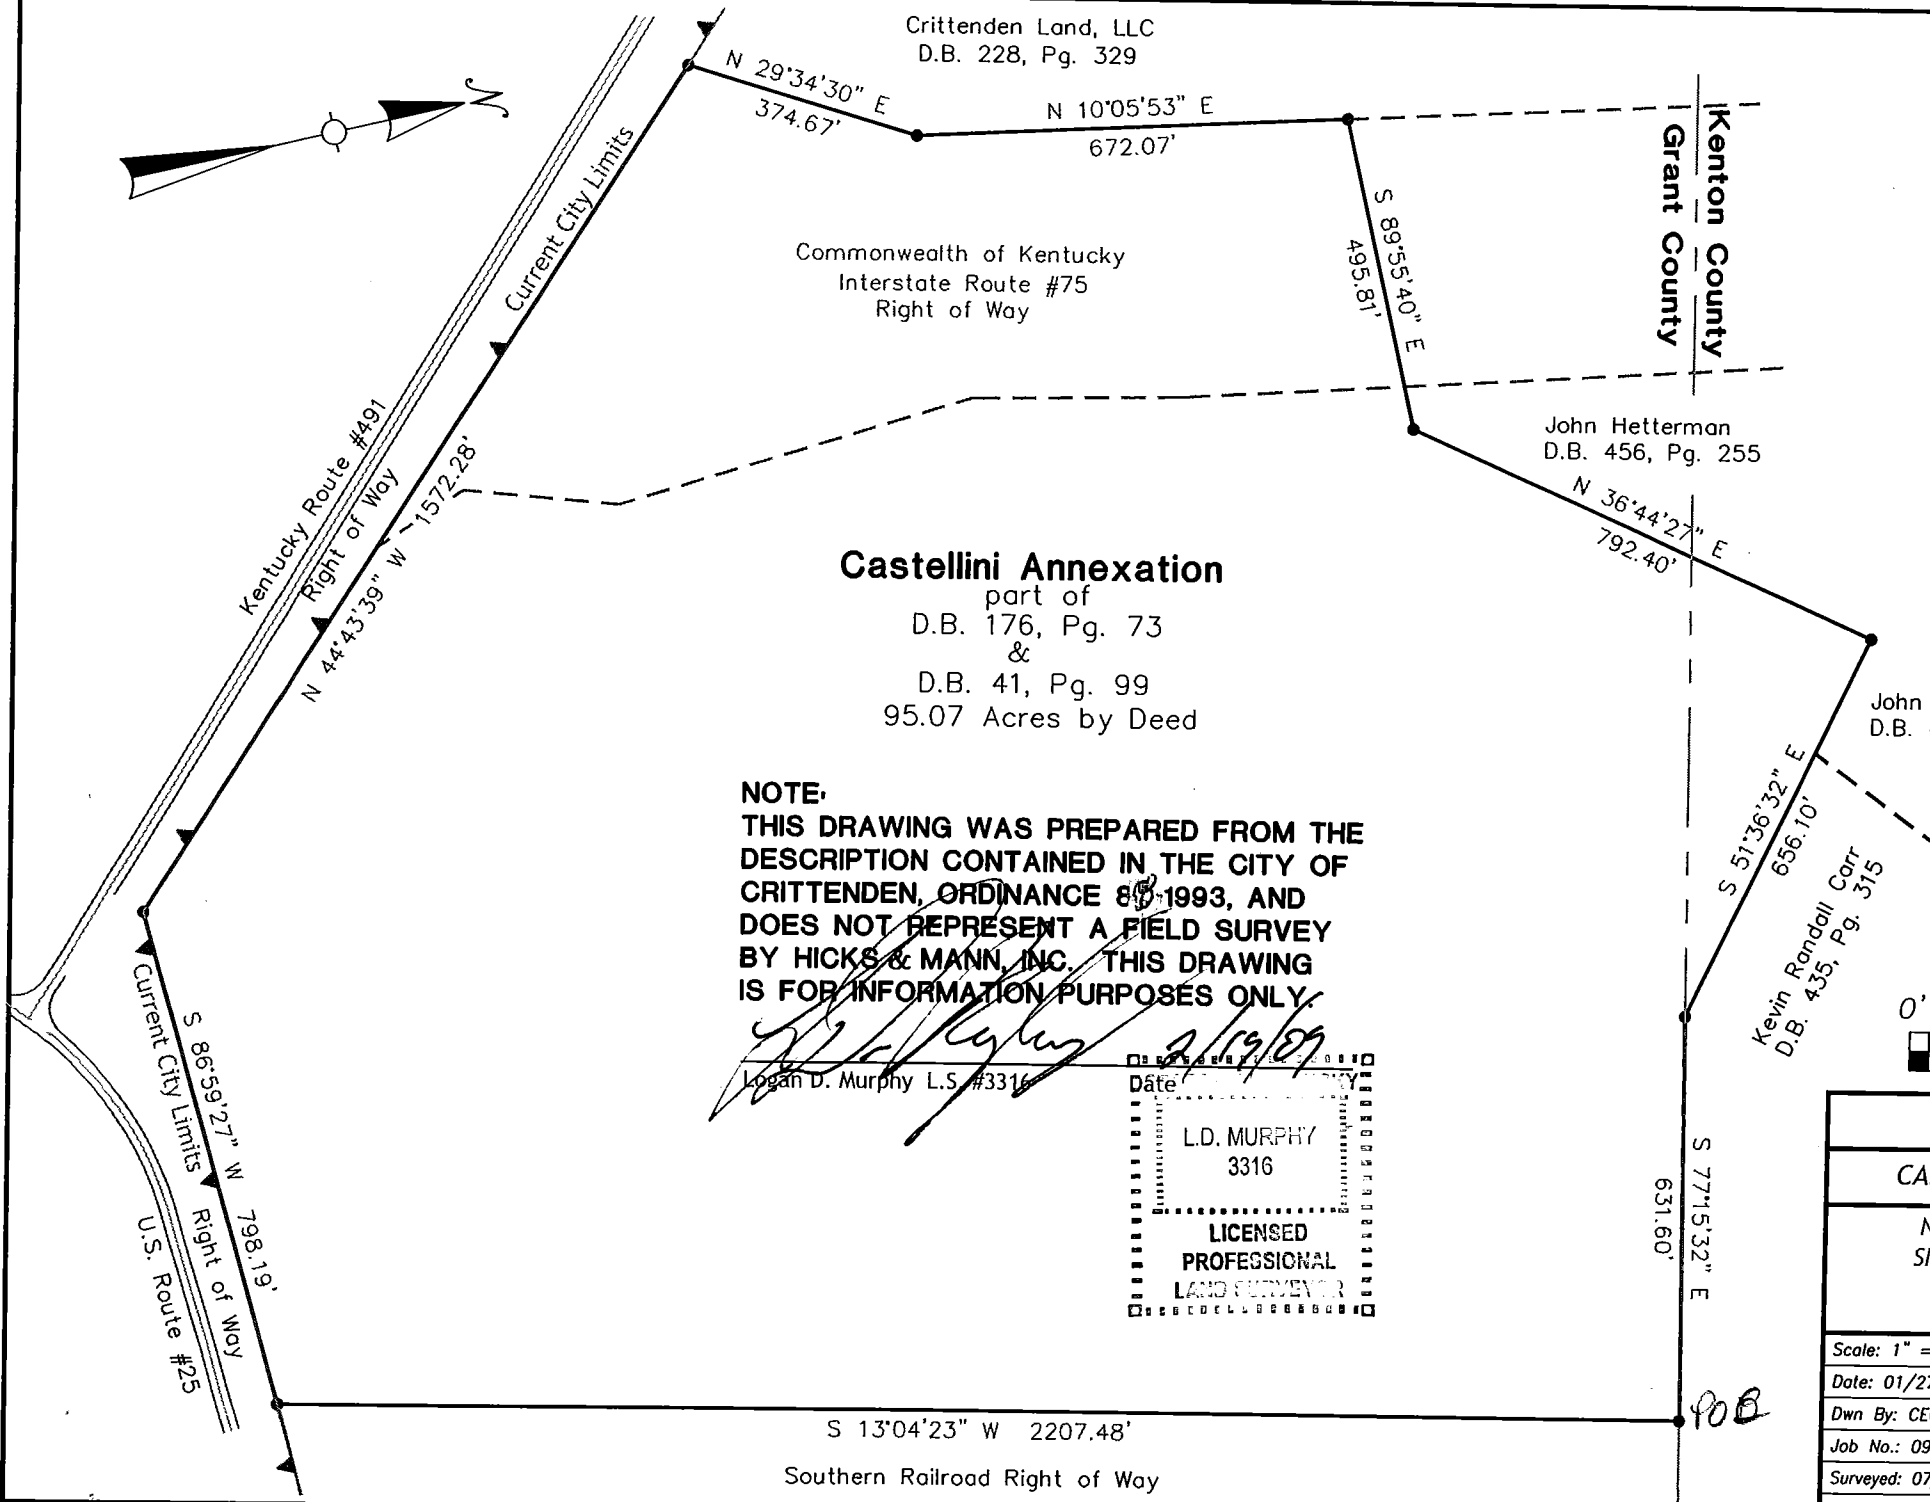 Crittenden Land, LLC
D.B. 228, Pg. 329
N 29°34'30" E
374.67'
N 10°05'53" E
672.07'
Kenton County
Grant County
Current City Limits
Commonwealth of Kentucky
Interstate Route #75
Right of Way
S 89°55'40" E
495.81'
John Hetterman
D.B. 456, Pg. 255
N 36°44'27" E
792.40'
Kentucky Route #491
Right of Way
N 44°43'39" W 1572.28'
Castellini Annexation
part of
D.B. 176, Pg. 73
&
D.B. 41, Pg. 99
95.07 Acres by Deed
John
D.B.
S 51°36'32" E
656.10'
Kevin Randall Carr
D.B. 435, Pg. 315
NOTE:
THIS DRAWING WAS PREPARED FROM THE
DESCRIPTION CONTAINED IN THE CITY OF
CRITTENDEN, ORDINANCE -1993, AND
DOES NOT REPRESENT A FIELD SURVEY
BY HICKS & MANN, INC. THIS DRAWING
IS FOR INFORMATION PURPOSES ONLY.
2/19/09
Logan D. Murphy L.S. #3316
Date
L.D. MURPHY
3316
LICENSED
PROFESSIONAL
LAND SURVEYOR
0'
Current City Limits
S 86°59'27" W 798.19'
Right of Way
U.S. Route #25
S 77°15'32" E
631.60'
POB
S 13°04'23" W 2207.48'
Southern Railroad Right of Way
CA
N
Scale: 1" =
Date: 01/27
Dwn By: CE
Job No.: 09
Surveyed: 07